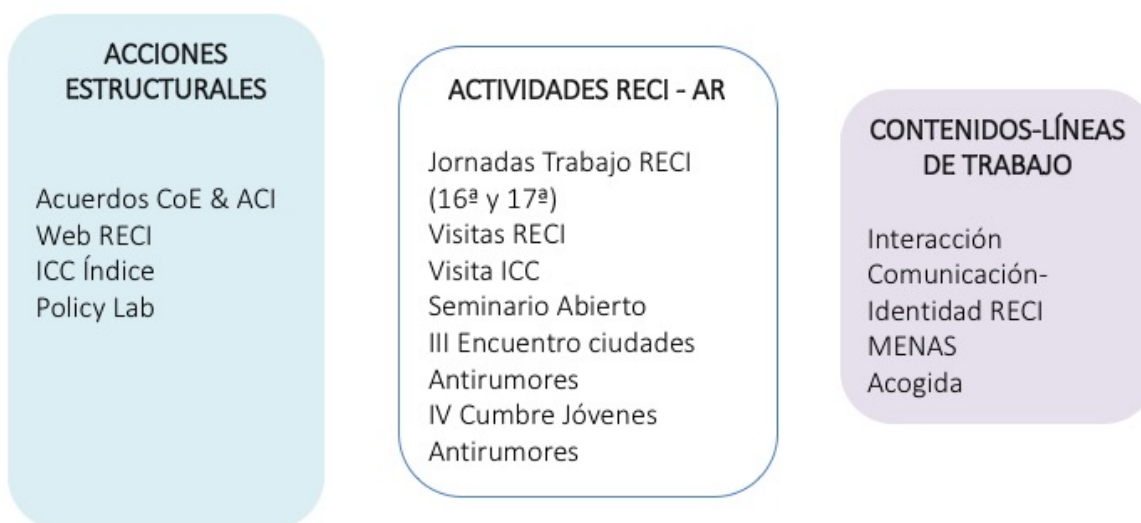 ACCIONES
ESTRUCTURALES
Acuerdos CoE & ACI
Web RECI
ICC Índice
Policy Lab
ACTIVIDADES RECI - AR
Jornadas Trabajo RECI
(16ª y 17ª)
Visitas RECI
Visita ICC
Seminario Abierto
III Encuentro ciudades
Antirumores
IV Cumbre Jóvenes
Antirumores
CONTENIDOS-LÍNEAS
DE TRABAJO
Interacción
Comunicación-
Identidad RECI
MENAS
Acogida